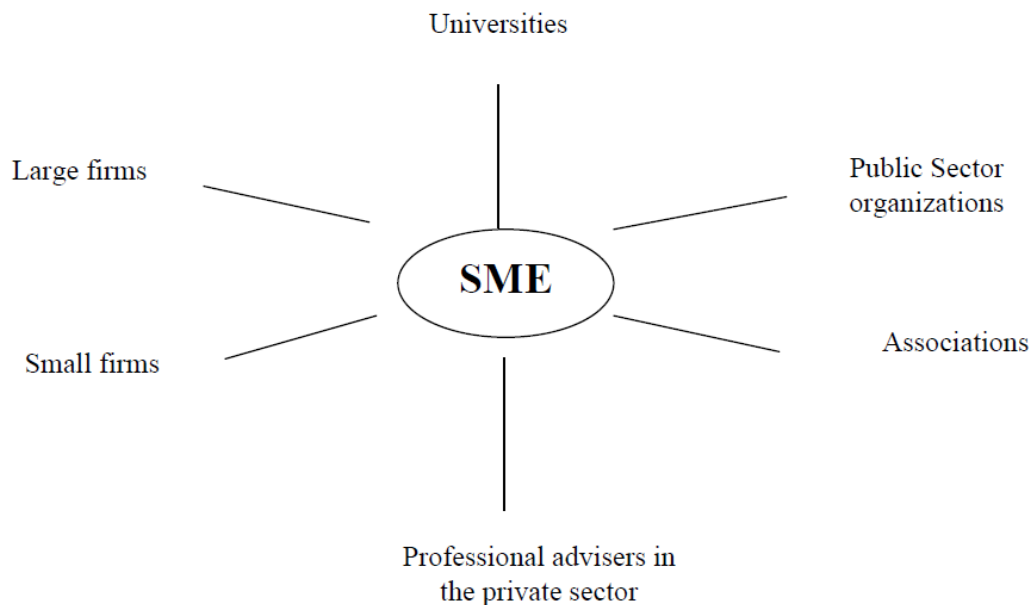 Universities
Large firms
Public Sector
organizations
SME
Small firms
Associations
Professional advisers in
the private sector